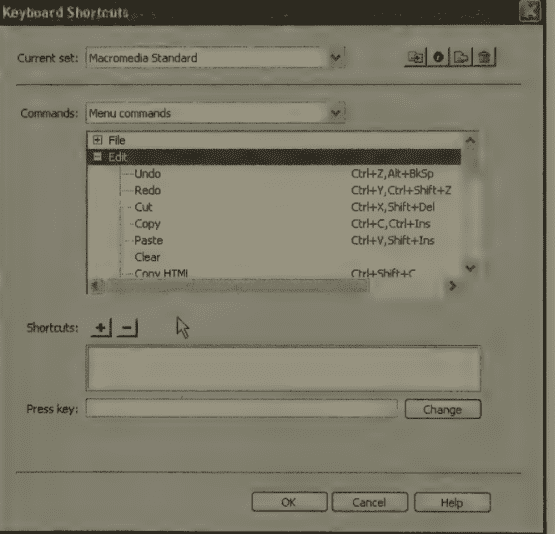 Keyboard Shortcuts
Current set: Macromedia Standard
Commands: Menu commands
File
Edit
Undo Ctrl+Z,Alt+BkSp
Redo Ctrl+Y,Ctrl+Shift+Z
Cut Ctrl+X,Shift+Del
Copy Ctrl+C,Ctrl+Ins
Paste Ctrl+V,Shift+Ins
Clear
Copy HTML Ctrl+Shift+C
Shortcuts:
Press key: Change
OK Cancel Help